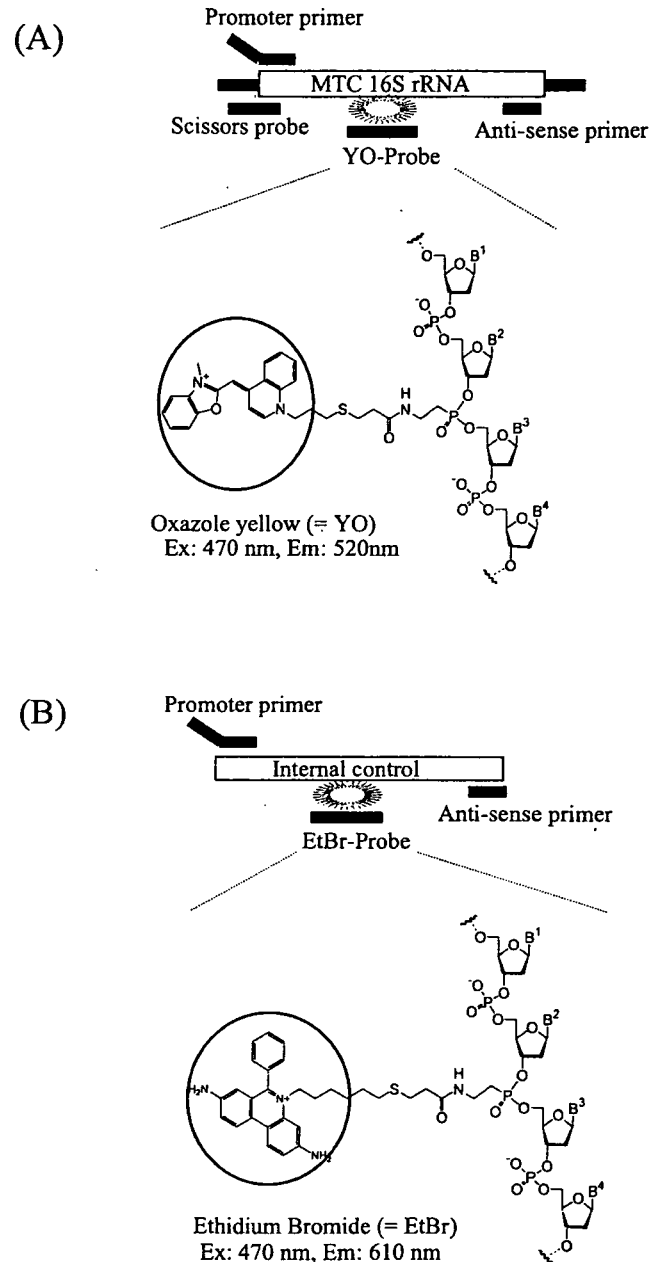 (A)
Promoter primer
MTC 16S rRNA
Scissors probe
Anti-sense primer
YO-Probe
O
B1
O
O
-O
P
O
O
O
B2
O
N+
O
N
S
H
N
O
P
O
O
O
B3
O
O
-O
P
O
O
O
B4
O
Oxazole yellow (= YO)
Ex: 470 nm, Em: 520nm
(B)
Promoter primer
Internal control
Anti-sense primer
EtBr-Probe
O
B1
O
O
-O
P
O
O
O
B2
O
H2N
N+
NH2
S
H
N
O
P
O
O
O
B3
O
O
-O
P
O
O
O
B4
O
Ethidium Bromide (= EtBr)
Ex: 470 nm, Em: 610 nm